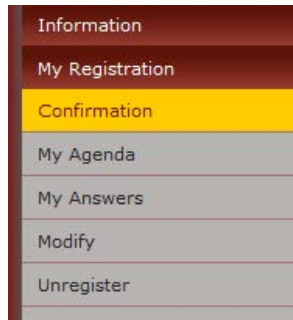 Information
My Registration
Confirmation
My Agenda
My Answers
Modify
Unregister